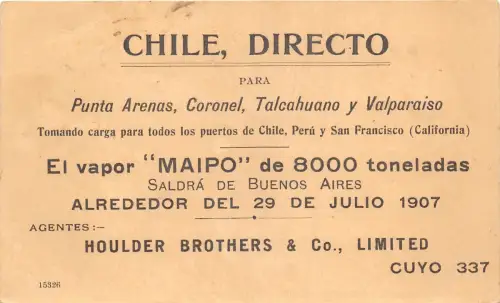 CHILE, DIRECTO
PARA
Punta Arenas, Coronel, Talcahuano y Valparaiso
Tomando carga para todos los puertos de Chile, Perú y San Francisco (California)
El vapor "MAIPO" de 8000 toneladas
SALDRÁ DE BUENOS AIRES
ALREDEDOR DEL 29 DE JULIO 1907
AGENTES:-
HOULDER BROTHERS & Co., LIMITED
CUYO 337
15326